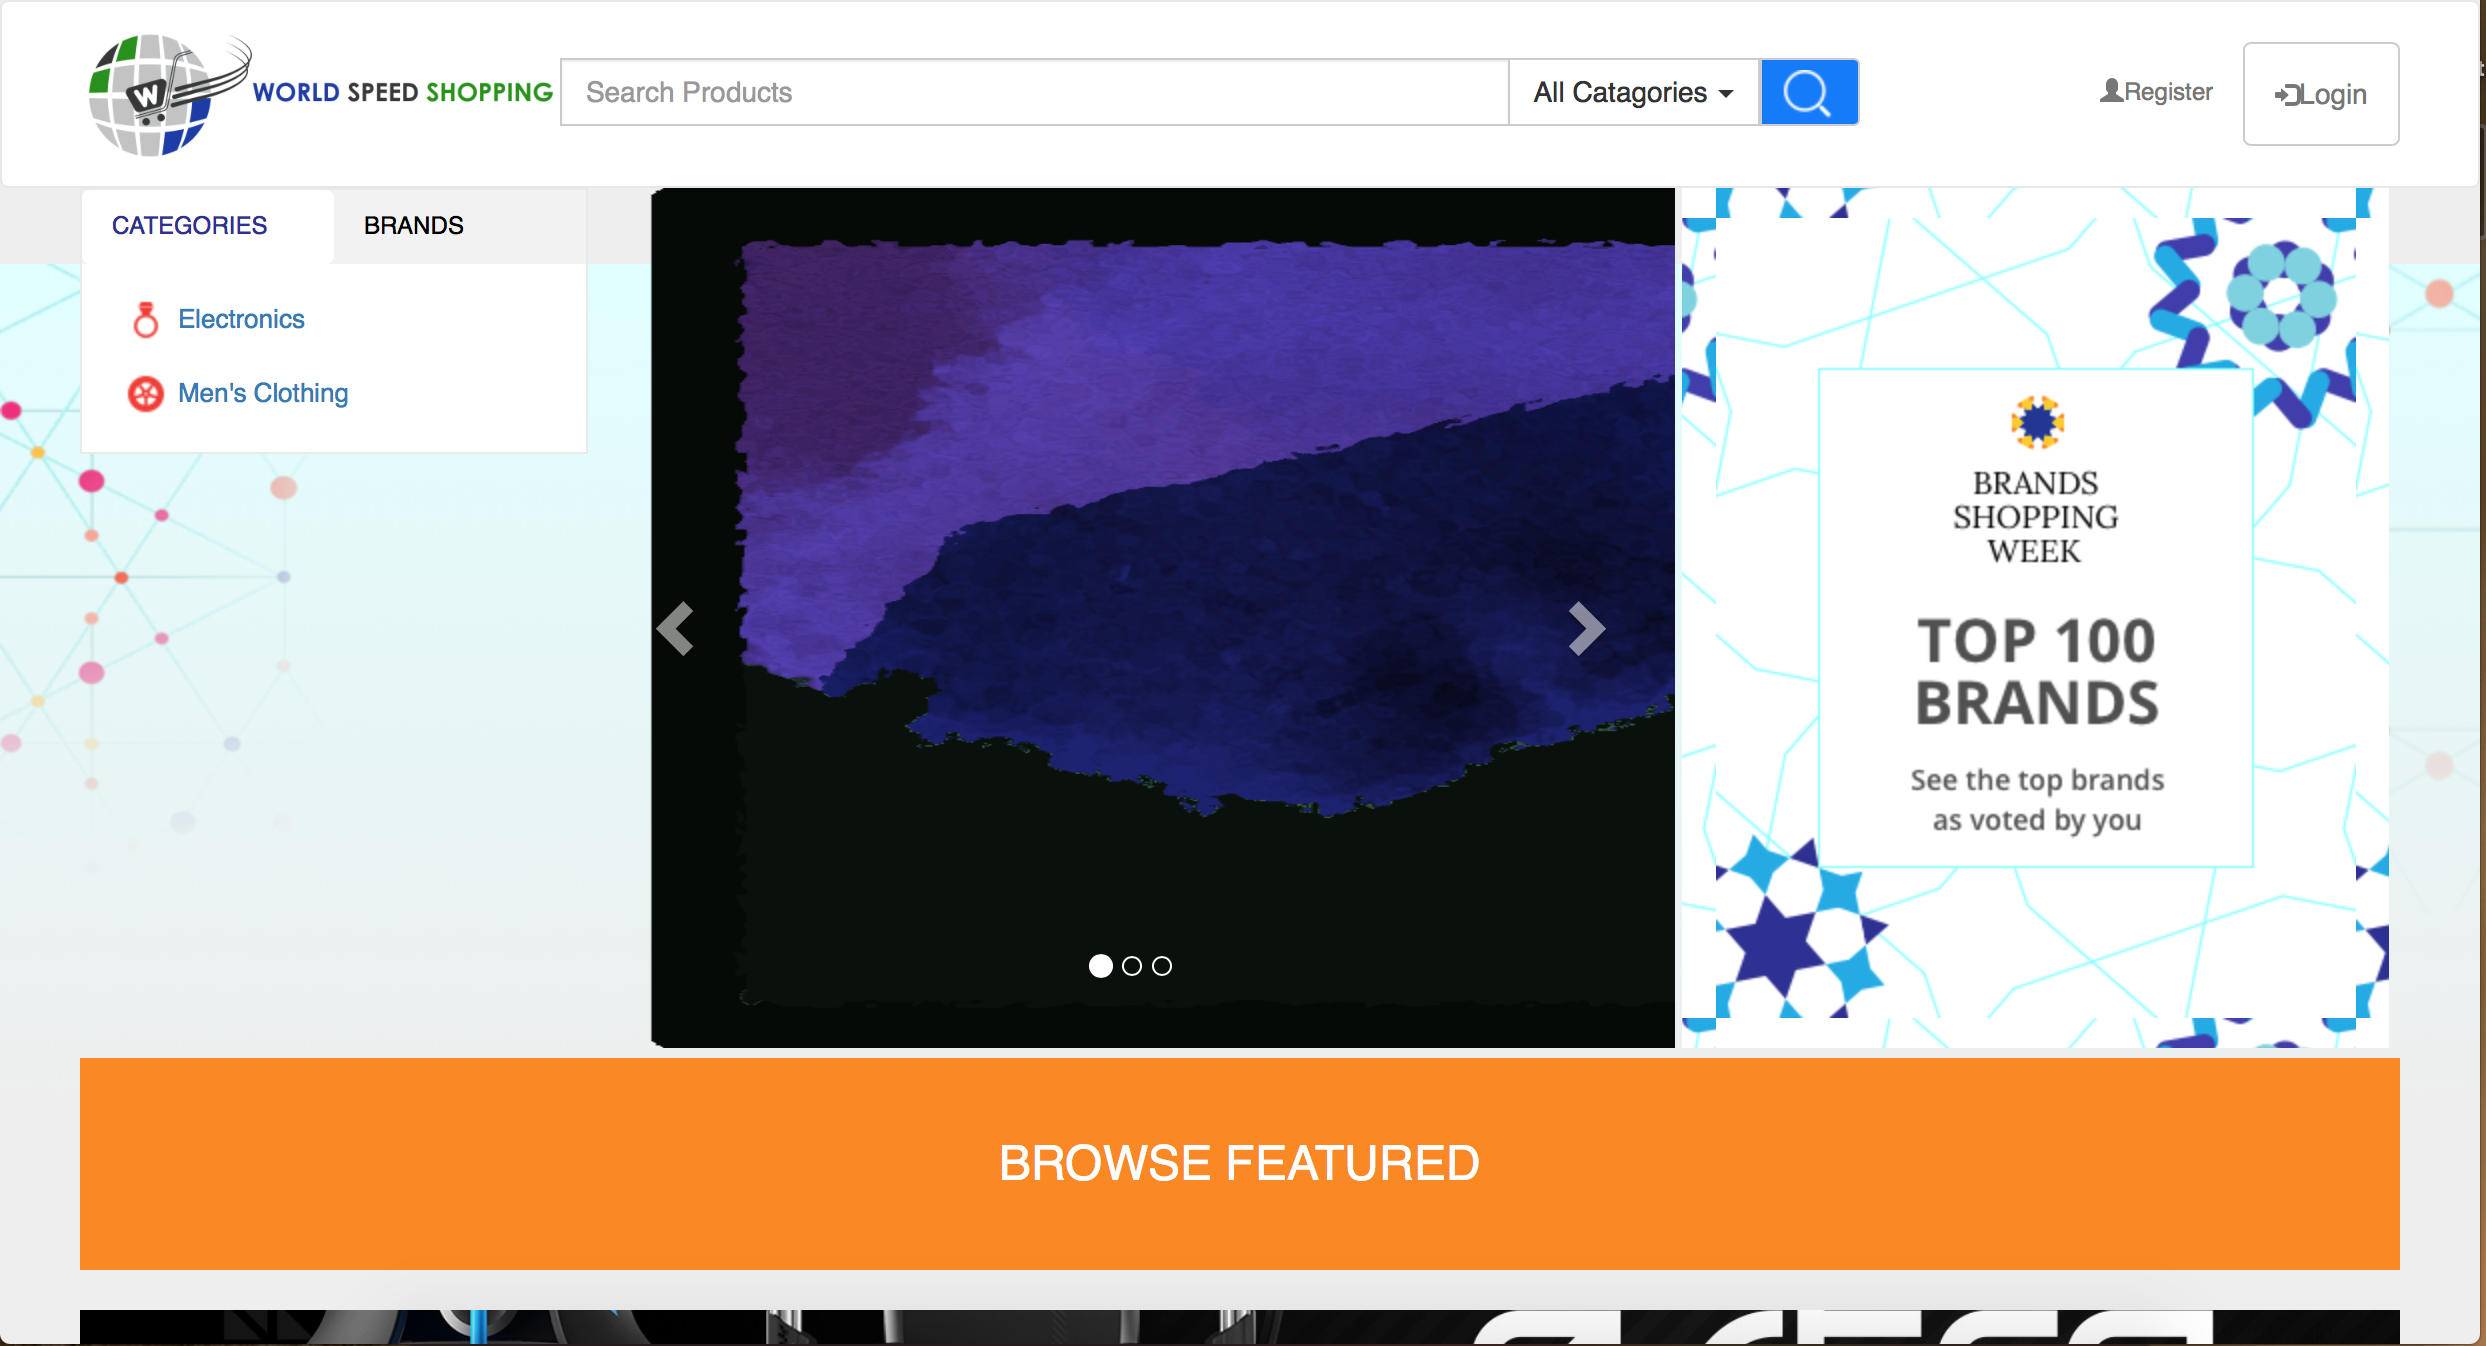 W
WORLD SPEED SHOPPING
Search Products
All Catagories
Register
Login
CATEGORIES
BRANDS
Electronics
Men's Clothing
BRANDS
SHOPPING
WEEK
TOP 100
BRANDS
See the top brands
as voted by you
BROWSE FEATURED